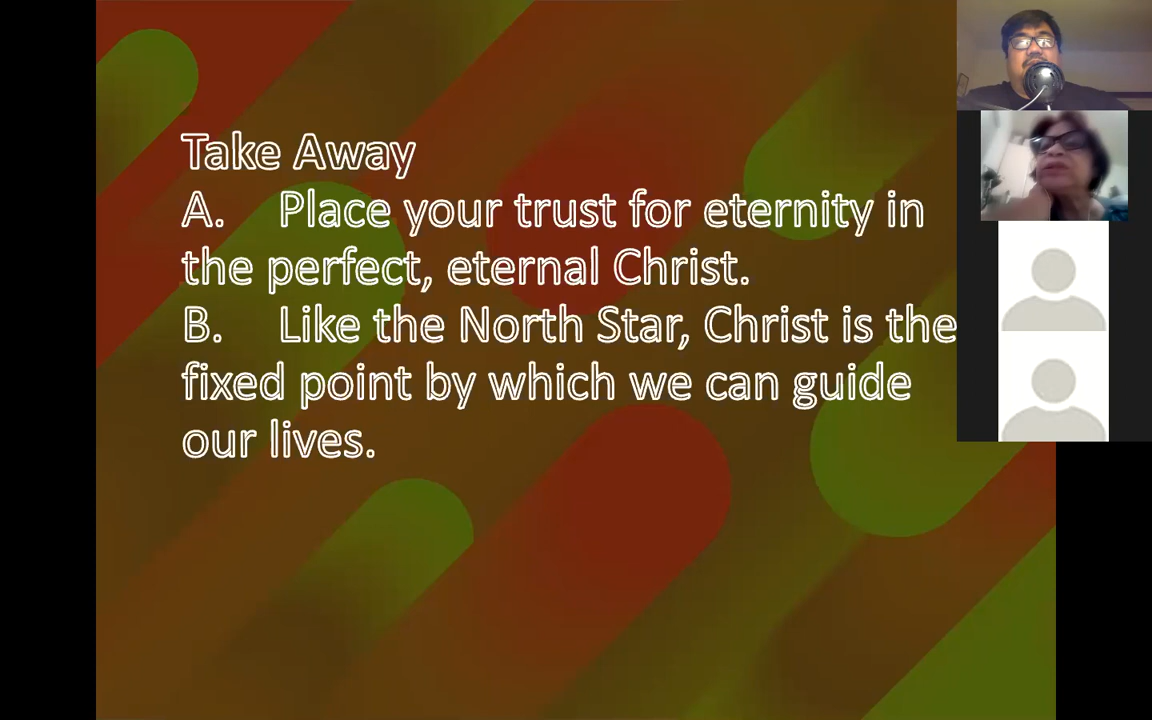 Take Away
A. Place your trust for eternity in
the perfect, eternal Christ.
B. Like the North Star, Christ is the
fixed point by which we can guide
our lives.